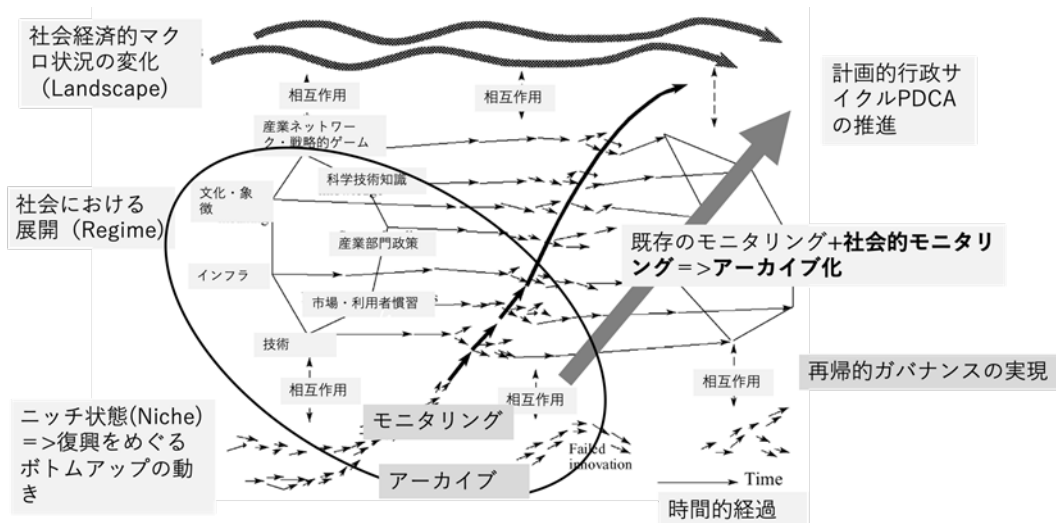 社会経済的マク
ロ状況の変化
（Landscape）
計画的行政サ
イクルPDCA
の推進
相互作用
相互作用
産業ネットワー
ク・戦略的ゲーム
科学技術知識
文化・象
徴
社会における
展開（Regime）
産業部門政策
既存のモニタリング+社会的モニタリ
ング=>アーカイブ化
インフラ
市場・利用者慣習
技術
相互作用
相互作用
相互作用
再帰的ガバナンスの実現
ニッチ状態(Niche)
=>復興をめぐる
ボトムアップの動
き
モニタリング
アーカイブ
Failed
innovation
Time
時間的経過